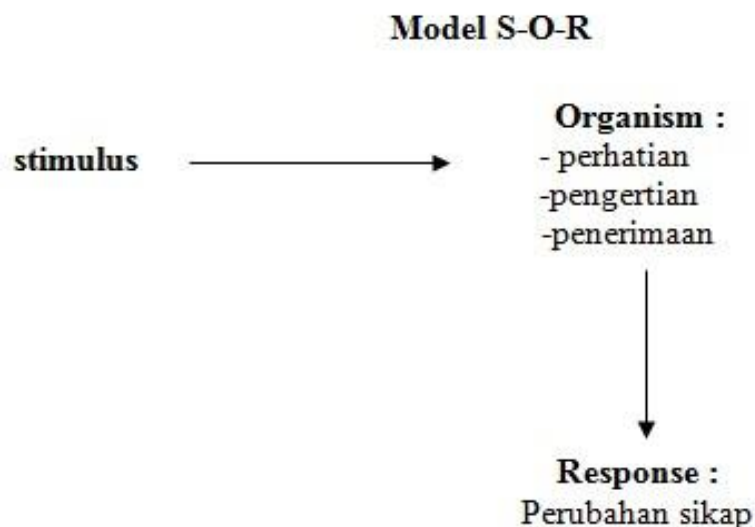 Model S-O-R
stimulus
Organism :
- perhatian
-pengertian
-penerimaan
Response :
Perubahan sikap